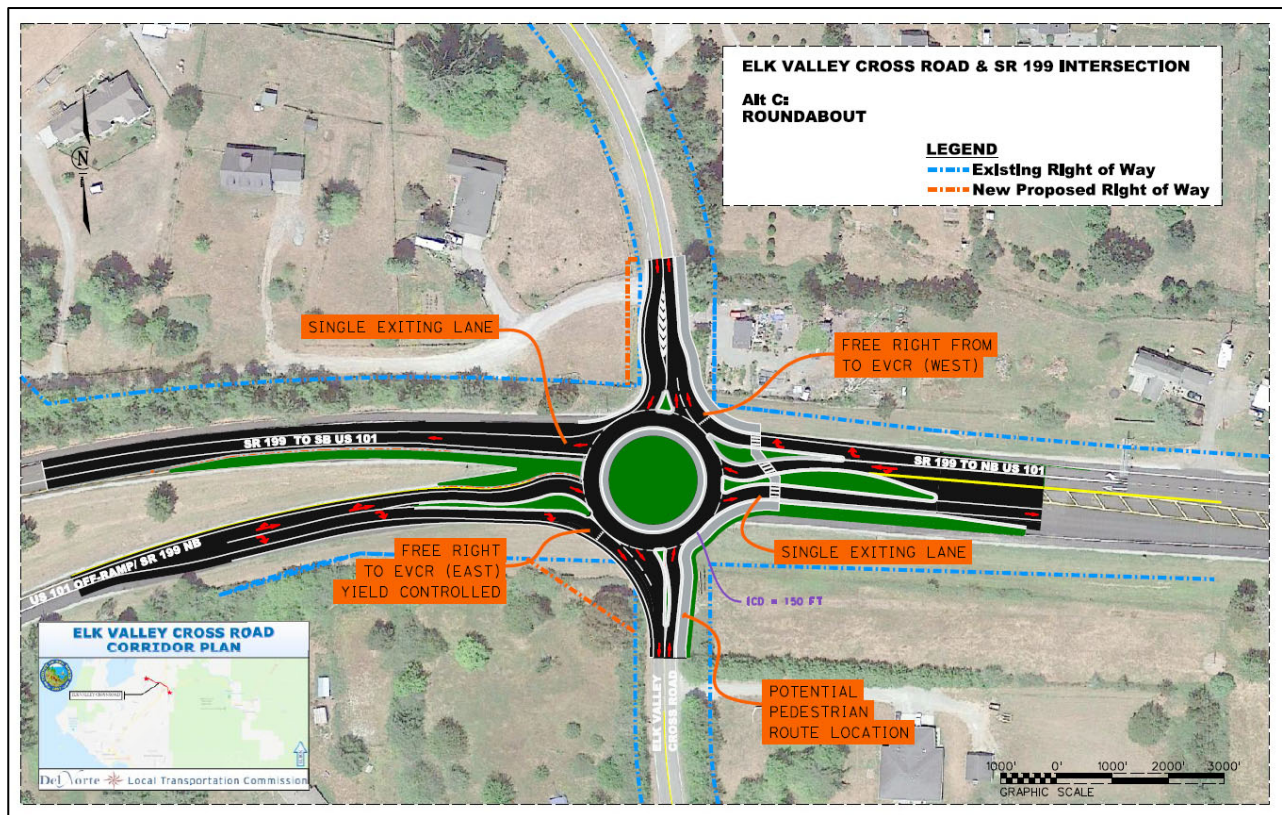 ELK VALLEY CROSS ROAD & SR 199 INTERSECTION
Alt C:
ROUNDABOUT
LEGEND
Existing Right of Way
New Proposed Right of Way
N
SINGLE EXITING LANE
FREE RIGHT FROM
TO EVCR (WEST)
SR 199 TO SB US 101
SR 199 TO NB US 101
US 101 OFF-RAMP/ SR 199 NB
FREE RIGHT
TO EVCR (EAST)
YIELD CONTROLLED
SINGLE EXITING LANE
ICD = 150 FT
ELK VALLEY
CROSS ROAD
POTENTIAL
PEDESTRIAN
ROUTE LOCATION
ELK VALLEY CROSS ROAD
CORRIDOR PLAN
Del Norte Local Transportation Commission
1000' 0' 1000' 2000' 3000'
GRAPHIC SCALE